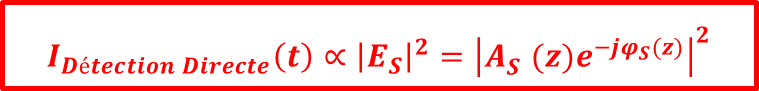 I_{Détection Directe}(t) ∝ |E_S|^2 = |A_S (z)e^{-jφ_S(z)}|^2